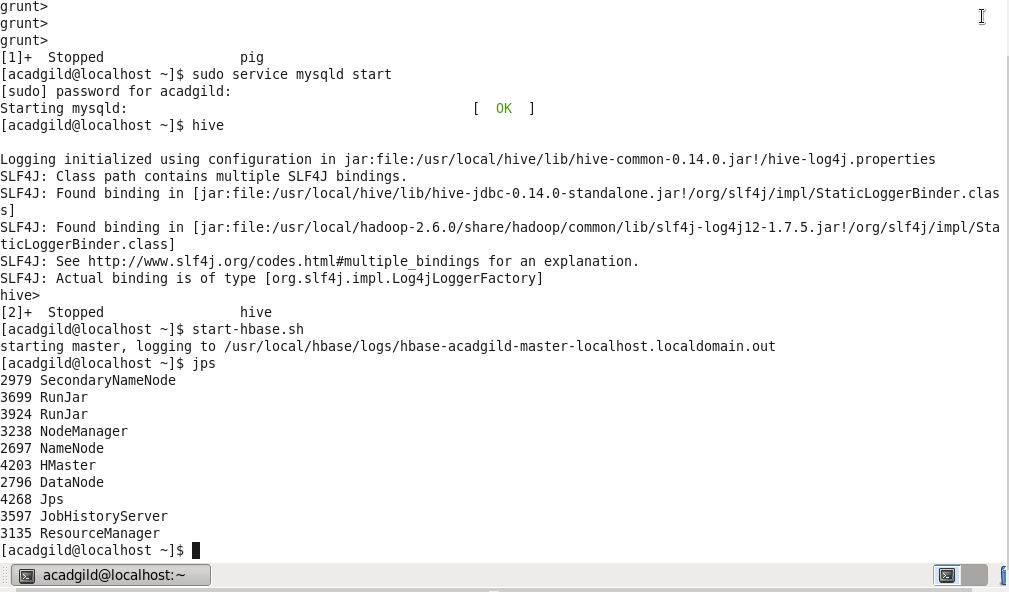 grunt>
grunt>
grunt>
[1]+  Stopped                 pig
[acadgild@localhost ~]$ sudo service mysqld start
[sudo] password for acadgild:
Starting mysqld:                                           [  OK  ]
[acadgild@localhost ~]$ hive

Logging initialized using configuration in jar:file:/usr/local/hive/lib/hive-common-0.14.0.jar!/hive-log4j.properties
SLF4J: Class path contains multiple SLF4J bindings.
SLF4J: Found binding in [jar:file:/usr/local/hive/lib/hive-jdbc-0.14.0-standalone.jar!/org/slf4j/impl/StaticLoggerBinder.clas
s]
SLF4J: Found binding in [jar:file:/usr/local/hadoop-2.6.0/share/hadoop/common/lib/slf4j-log4j12-1.7.5.jar!/org/slf4j/impl/Sta
ticLoggerBinder.class]
SLF4J: See http://www.slf4j.org/codes.html#multiple_bindings for an explanation.
SLF4J: Actual binding is of type [org.slf4j.impl.Log4jLoggerFactory]
hive>
[2]+  Stopped                 hive
[acadgild@localhost ~]$ start-hbase.sh
starting master, logging to /usr/local/hbase/logs/hbase-acadgild-master-localhost.localdomain.out
[acadgild@localhost ~]$ jps
2979 SecondaryNameNode
3699 RunJar
3924 RunJar
3238 NodeManager
2697 NameNode
4203 HMaster
2796 DataNode
4268 Jps
3597 JobHistoryServer
3135 ResourceManager
[acadgild@localhost ~]$
acadgild@localhost:~